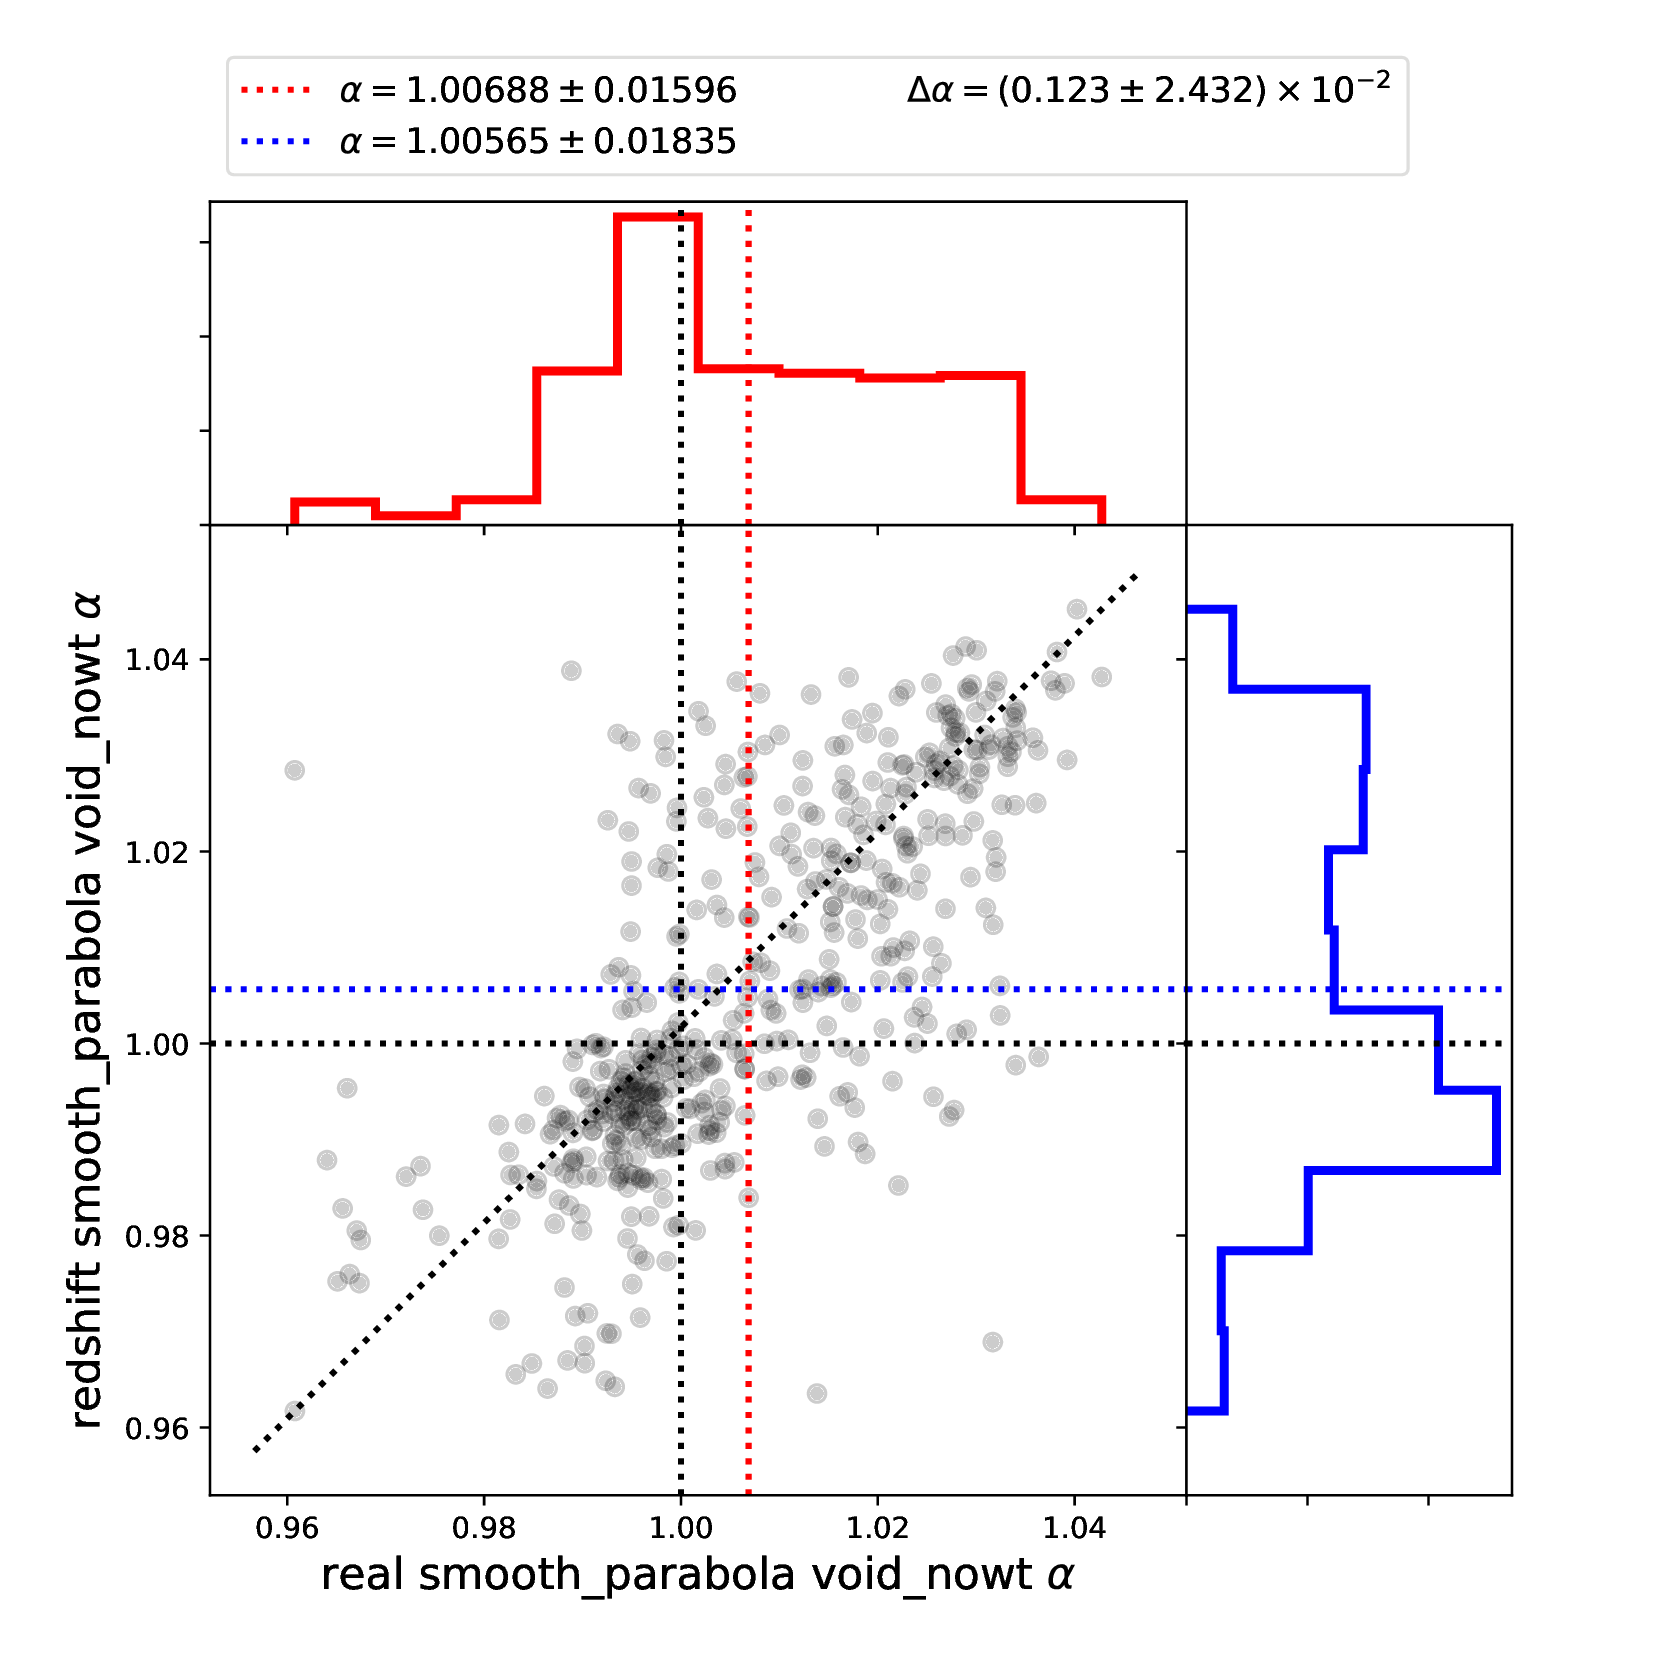 α = 1.00688 ± 0.01596
Δα = (0.123 ± 2.432) × 10⁻²
α = 1.00565 ± 0.01835
redshift smooth_parabola void_nowt α
1.04
1.02
1.00
0.98
0.96
0.96 0.98 1.00 1.02 1.04
real smooth_parabola void_nowt α